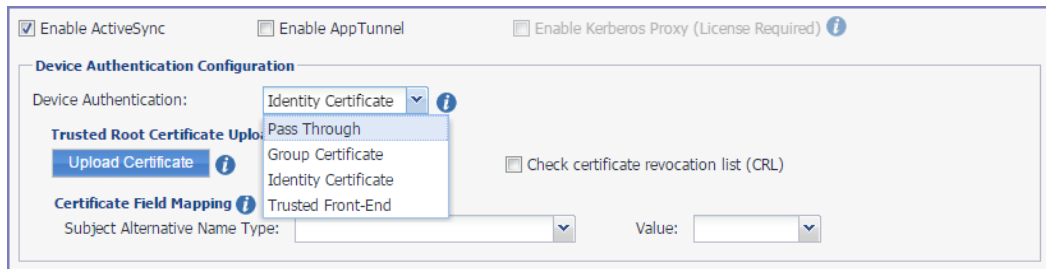 Enable ActiveSync Enable AppTunnel Enable Kerberos Proxy (License Required)
Device Authentication Configuration
Device Authentication: Identity Certificate
Pass Through
Trusted Root Certificate Uplo
Group Certificate
Upload Certificate Check certificate revocation list (CRL)
Identity Certificate
Certificate Field Mapping
Trusted Front-End
Subject Alternative Name Type: Value: